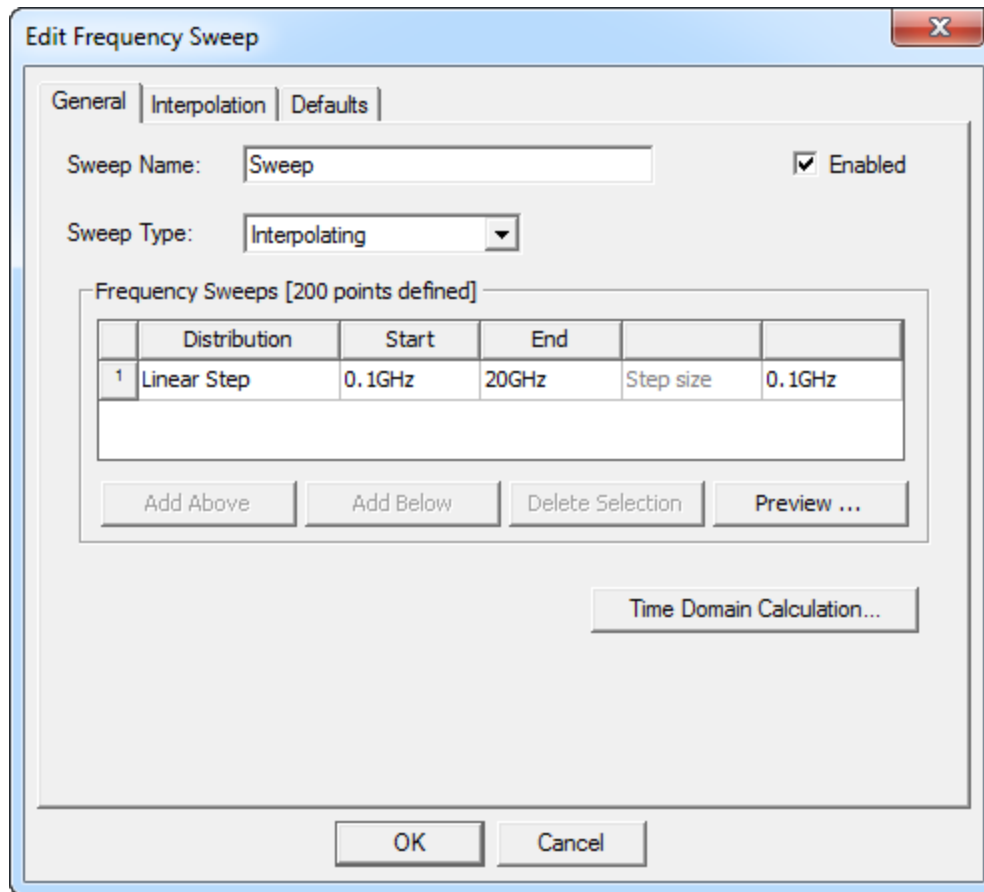 Edit Frequency Sweep
General Interpolation Defaults
Sweep Name: Sweep Enabled
Sweep Type: Interpolating
Frequency Sweeps [200 points defined]
Distribution Start End
1 Linear Step 0.1GHz 20GHz Step size 0.1GHz
Add Above Add Below Delete Selection Preview ...
Time Domain Calculation...
OK Cancel